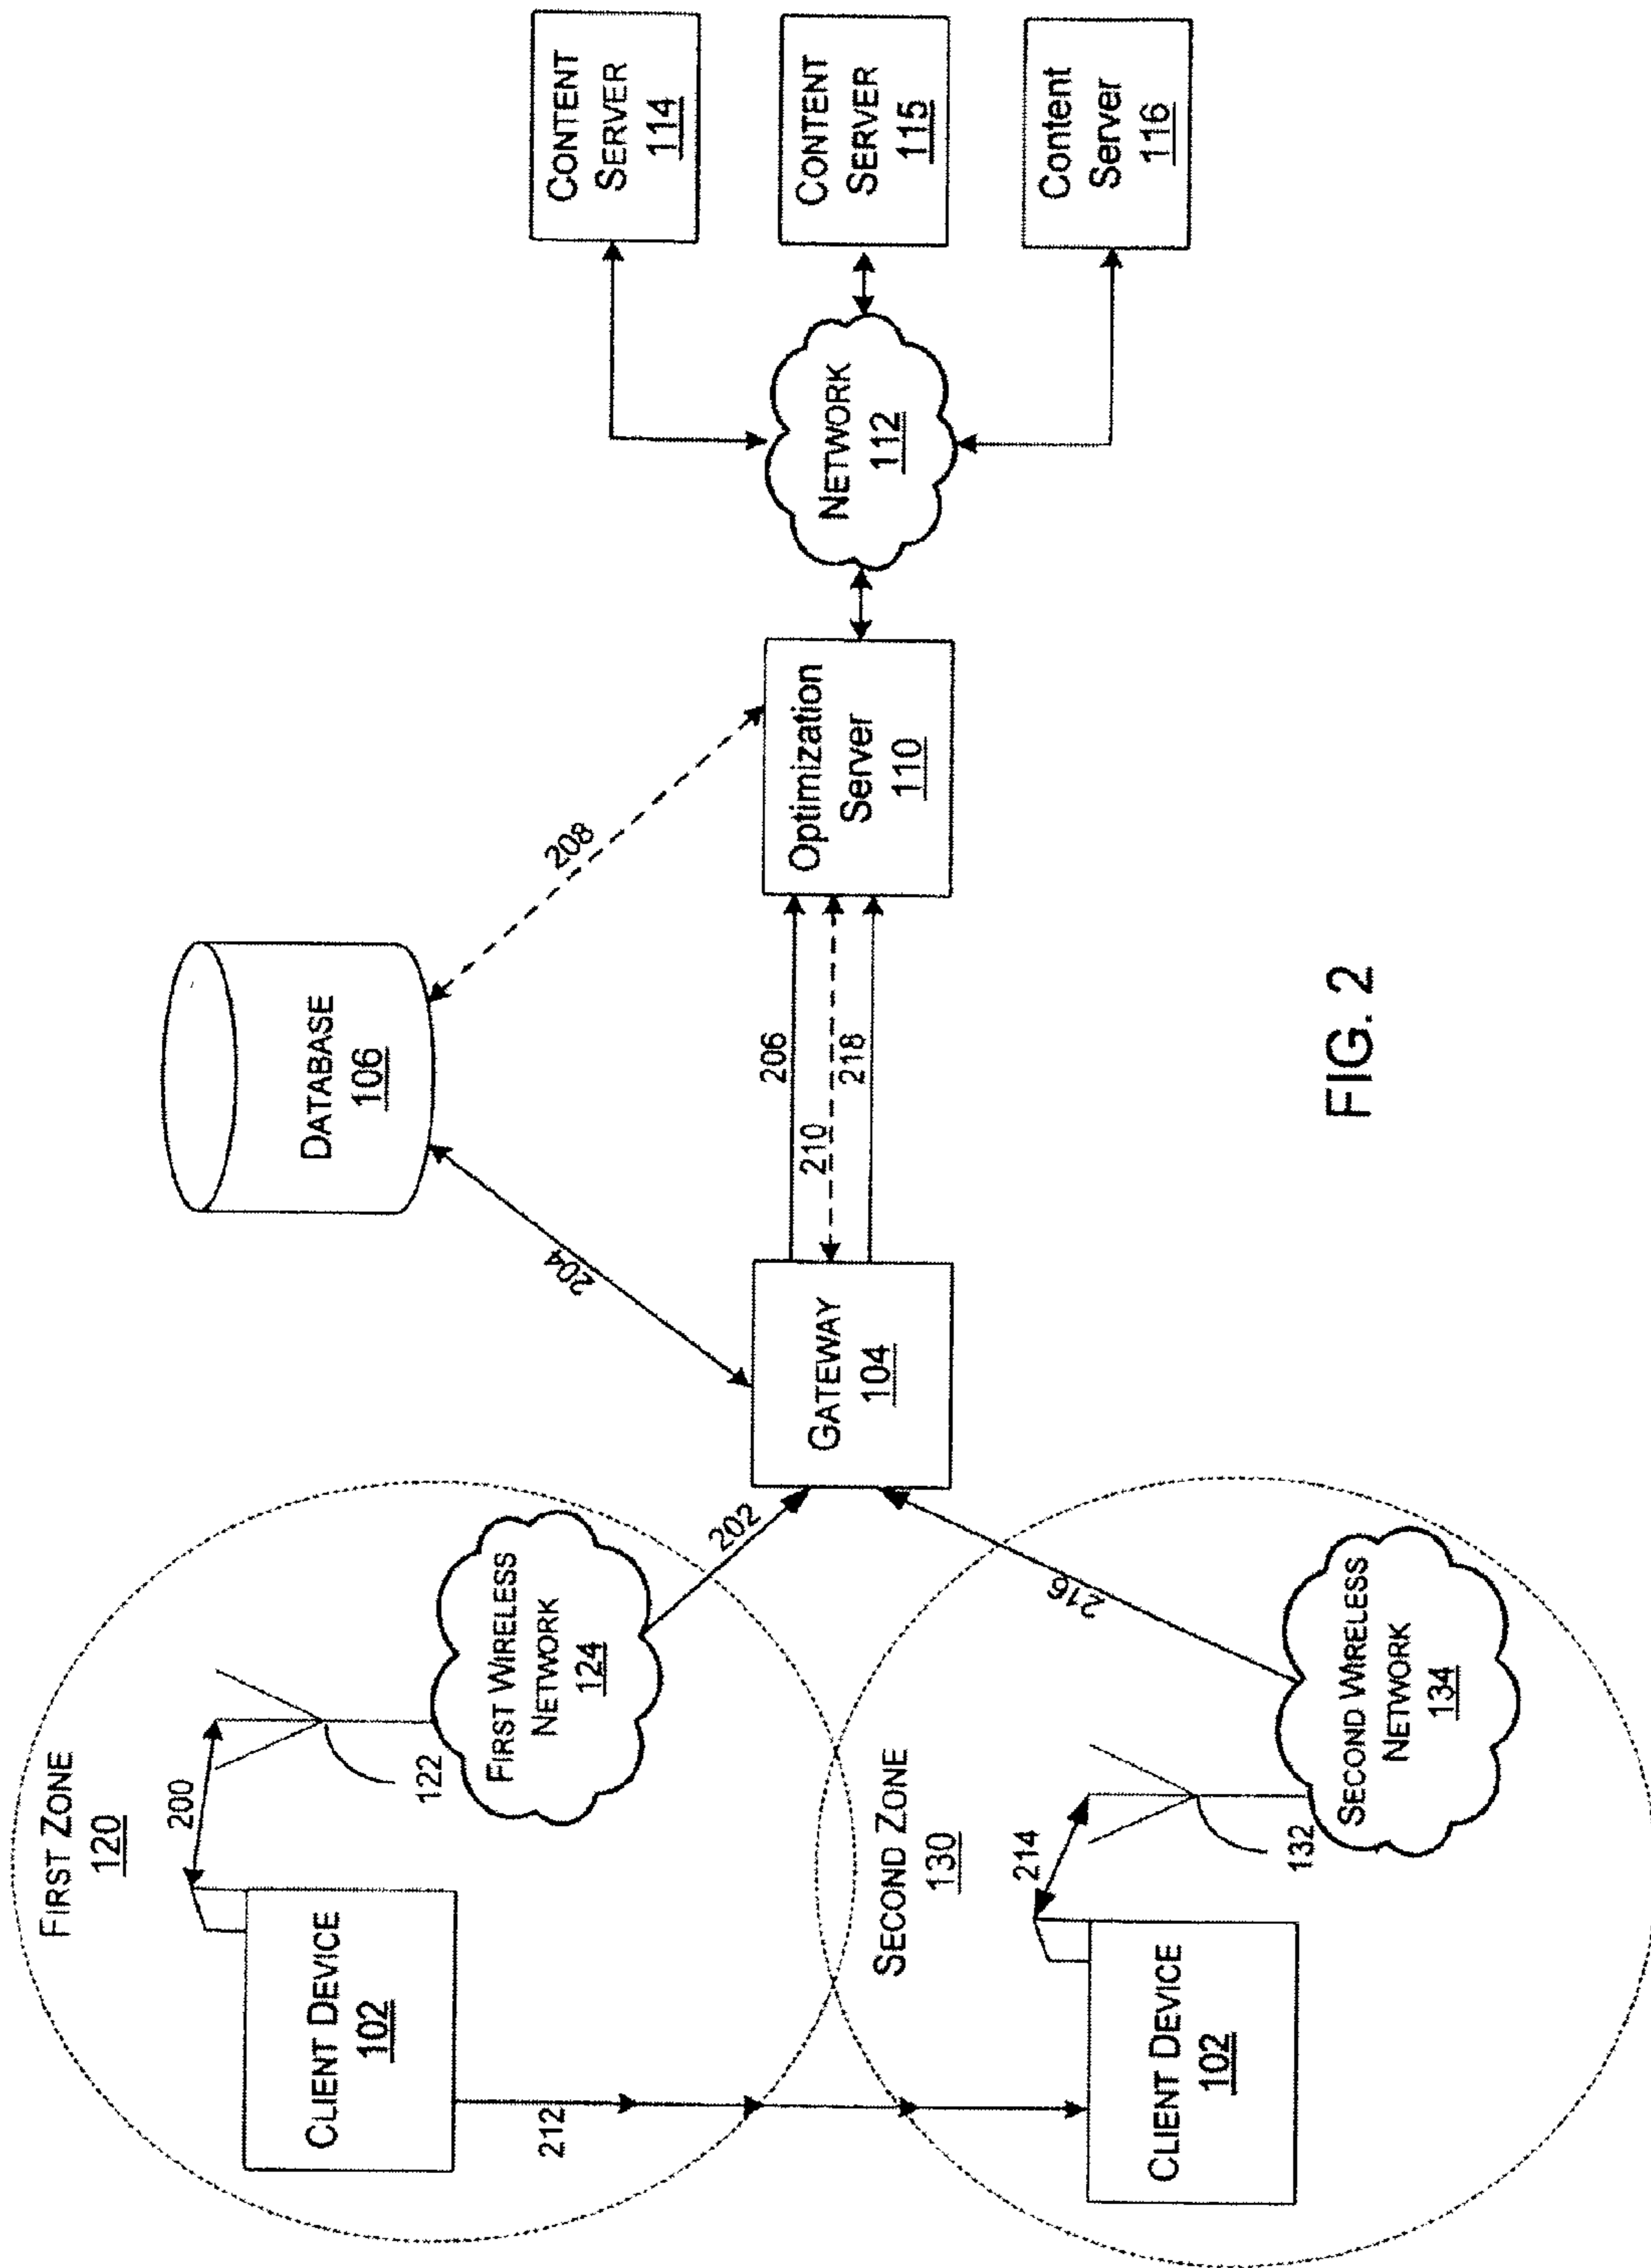 FIRST ZONE
120
CLIENT DEVICE
102
200
122
FIRST WIRELESS
NETWORK
124
202
212
SECOND ZONE
130
CLIENT DEVICE
102
214
132
SECOND WIRELESS
NETWORK
134
216
GATEWAY
104
204
DATABASE
106
206
210
218
208
Optimization
Server
110
NETWORK
112
CONTENT
SERVER
114
CONTENT
SERVER
115
Content
Server
116
FIG. 2